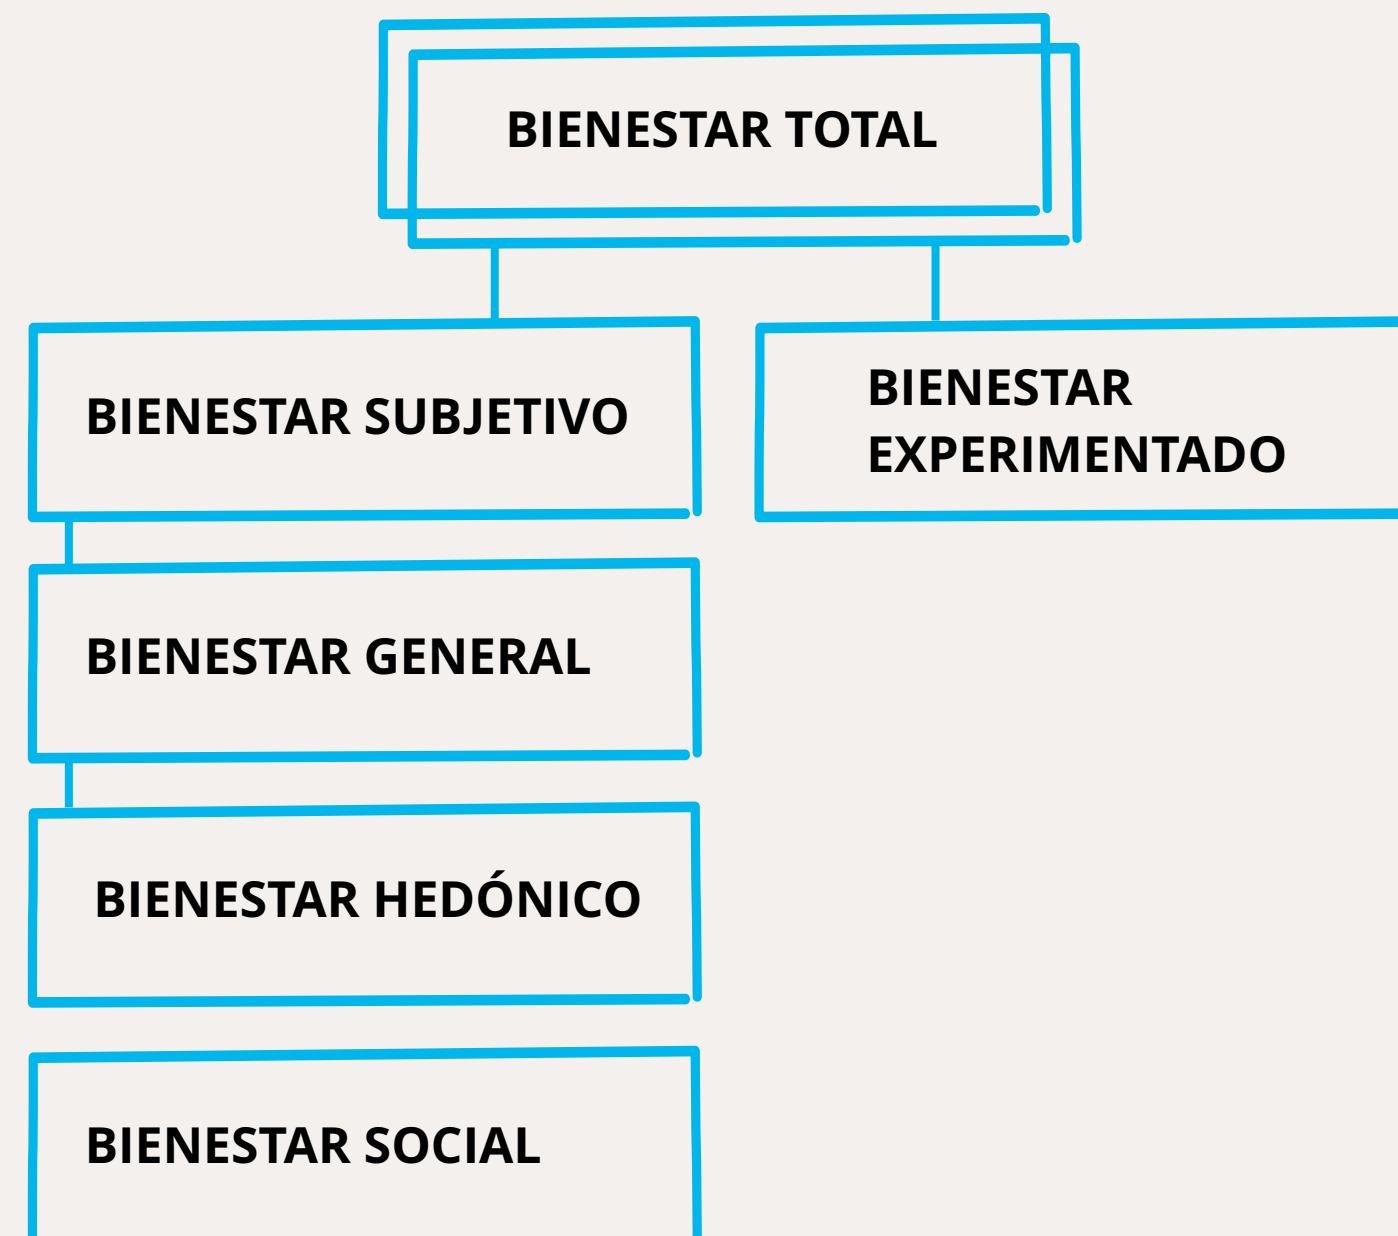 BIENESTAR TOTAL
BIENESTAR SUBJETIVO
BIENESTAR
EXPERIMENTADO
BIENESTAR GENERAL
BIENESTAR HEDÓNICO
BIENESTAR SOCIAL